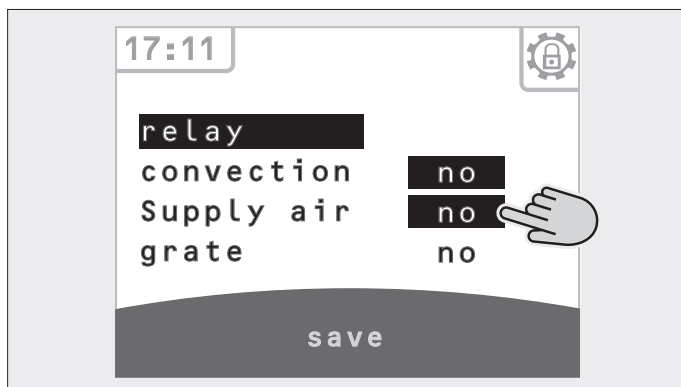 17:11
relay
convection no
Supply air no
grate no
save